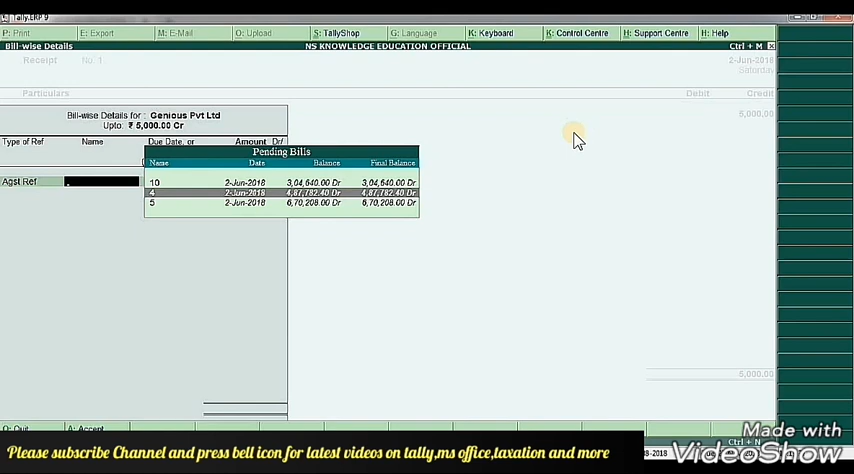 Tally.ERP 9
P: Print E: Export M: E-Mail O: Upload S: TallyShop G: Language K: Keyboard K: Control Centre H: Support Centre H: Help
Bill-wise Details NS KNOWLEDGE EDUCATION OFFICIAL Ctrl + M
Receipt No. 1 2-Jun-2018
Saturday
Particulars Debit Credit
5,000.00
Bill-wise Details for : Genious Pvt Ltd
Upto: ₹ 5,000.00 Cr
Type of Ref Name Due Date, or Amount Dr/
Pending Bills
Name Date Balance Final Balance
Agst Ref
10 2-Jun-2018 3,04,640.00 Dr 3,04,640.00 Dr
4 2-Jun-2018 4,87,782.40 Dr 4,87,782.40 Dr
5 2-Jun-2018 6,70,208.00 Dr 6,70,208.00 Dr
5,000.00
Q: Quit A: Accept
Ctrl + N
Made with
VideoShow
Please subscribe Channel and press bell icon for latest videos on tally,ms office,taxation and more